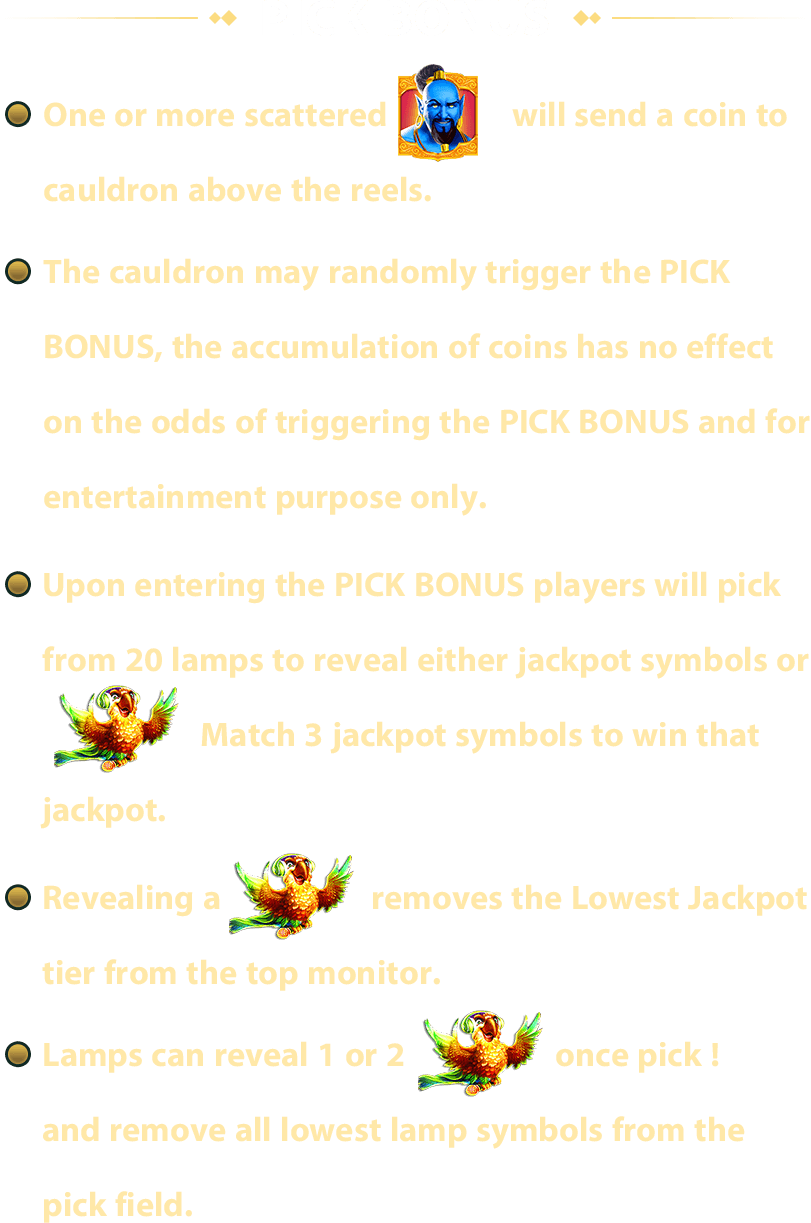 One or more scattered will send a coin to
cauldron above the reels.
The cauldron may randomly trigger the PICK
BONUS, the accumulation of coins has no effect
on the odds of triggering the PICK BONUS and for
entertainment purpose only.
Upon entering the PICK BONUS players will pick
from 20 lamps to reveal either jackpot symbols or
Match 3 jackpot symbols to win that
jackpot.
Revealing a removes the Lowest Jackpot
tier from the top monitor.
Lamps can reveal 1 or 2 once pick !
and remove all lowest lamp symbols from the
pick field.